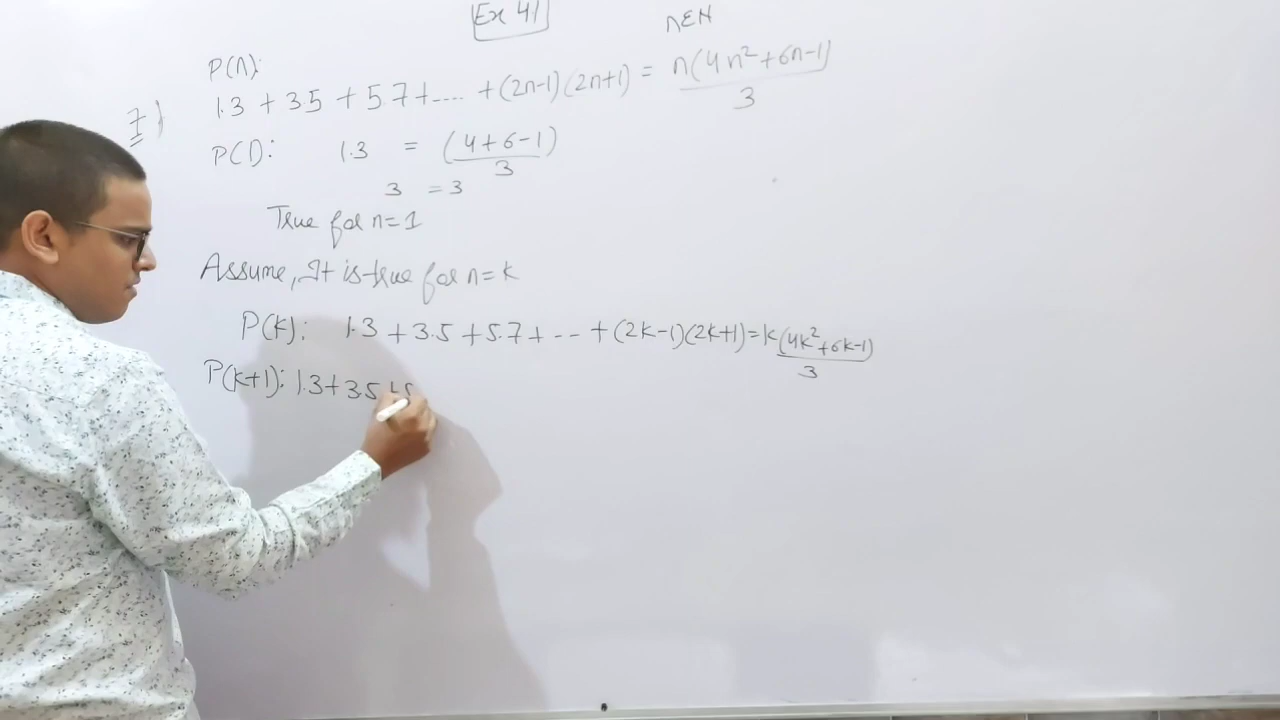 Ex 41
n∈N
P(n):
7) 1.3 + 3.5 + 5.7 + .... + (2n-1)(2n+1) = n(4n²+6n-1)/3
P(1): 1.3 = (4+6-1)/3
3 = 3
True for n=1
Assume, It is true for n= k
P(k): 1.3 + 3.5 + 5.7 + -- + (2k-1)(2k+1) = k(4k²+6k-1)/3
P(k+1): 1.3 + 3.5 +5